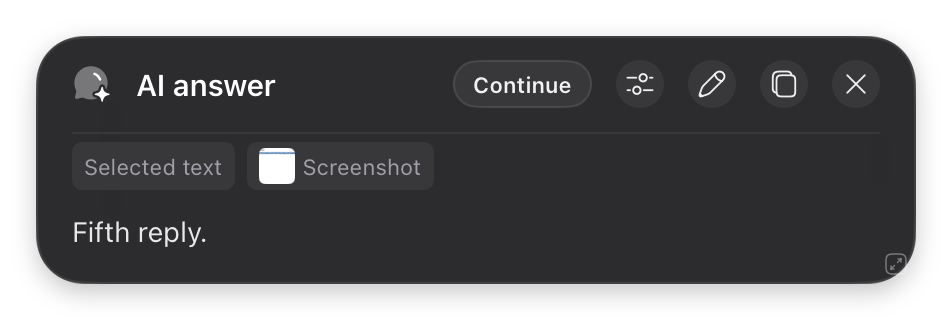 AI answer
Continue
Selected text
Screenshot
Fifth reply.